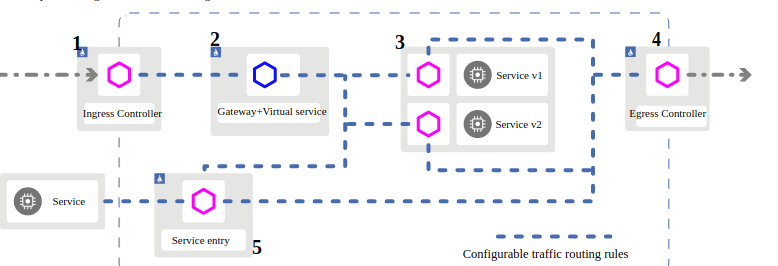 1
2
3
4
Service v1
Ingress Controller
Gateway+Virtual service
Egress Controller
Service v2
Service
Service entry
5
Configurable traffic routing rules